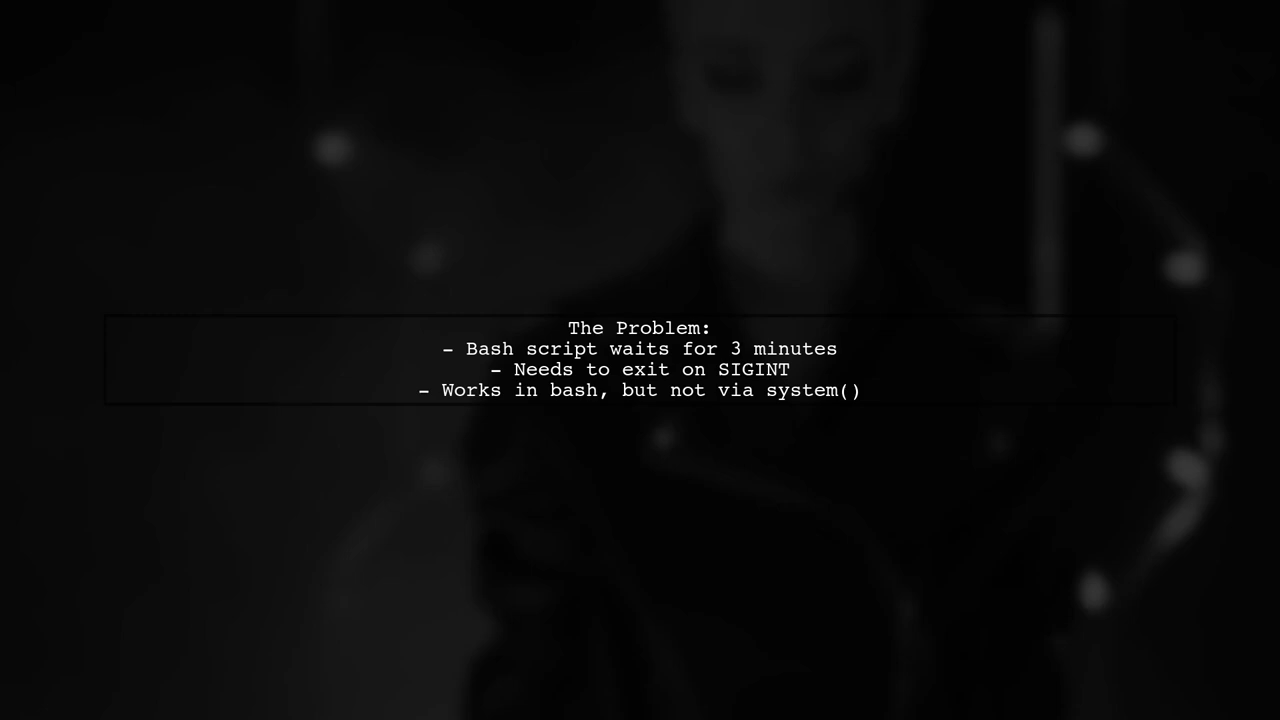 The Problem:
- Bash script waits for 3 minutes
- Needs to exit on SIGINT
- Works in bash, but not via system()